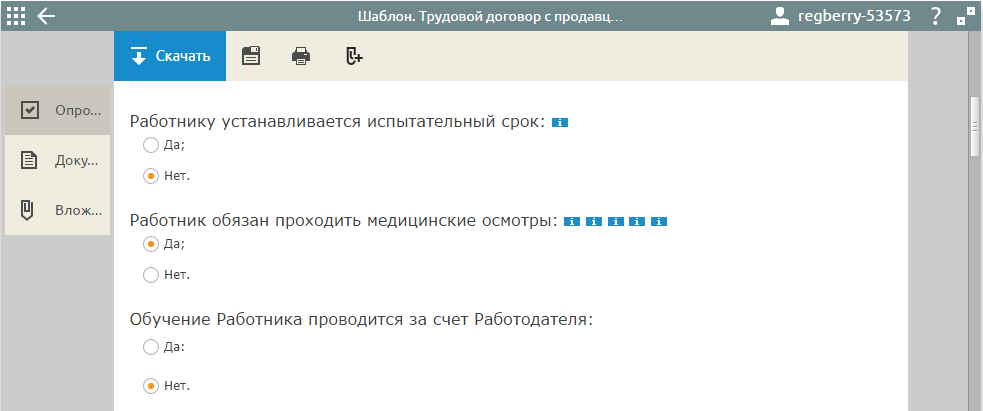 Шаблон. Трудовой договор с продавц...
regberry-53573
?
Скачать
Опро...
Доку...
Влож...
Работнику устанавливается испытательный срок:
Да;
Нет.
Работник обязан проходить медицинские осмотры:
Да;
Нет.
Обучение Работника проводится за счет Работодателя:
Да:
Нет.